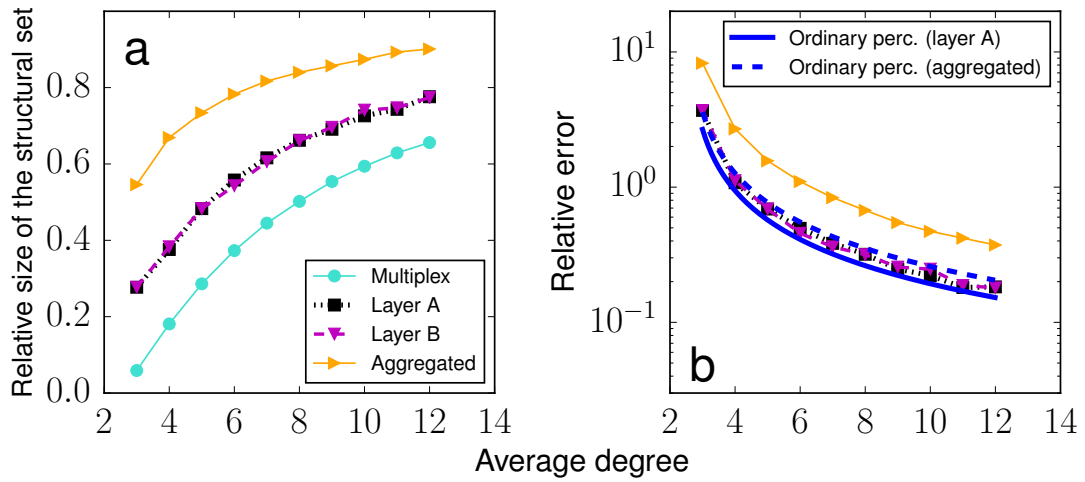 a
Relative size of the structural set
0.8
0.6
0.4
0.2
0.0
Multiplex
Layer A
Layer B
Aggregated
2 4 6 8 10 12 14
b
Relative error
10^1
10^0
10^-1
Ordinary perc. (layer A)
Ordinary perc. (aggregated)
2 4 6 8 10 12 14
Average degree